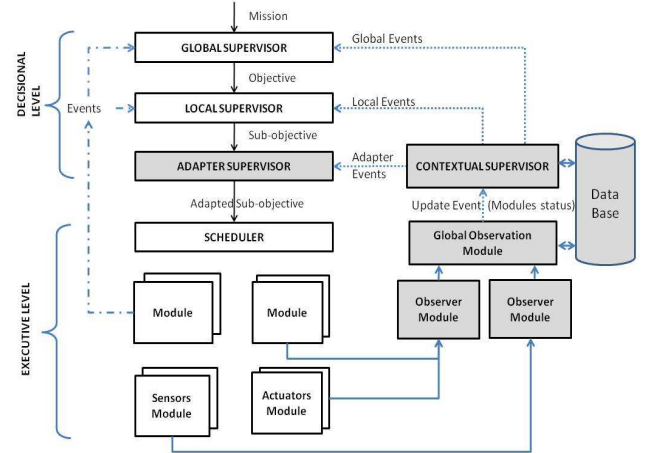 Mission
GLOBAL SUPERVISOR
Global Events
Objective
DECISIONAL
LEVEL
Events
LOCAL SUPERVISOR
Local Events
Sub-objective
ADAPTER SUPERVISOR
Adapter
Events
CONTEXTUAL SUPERVISOR
Data
Base
Adapted Sub-objective
Update Event (Modules status)
SCHEDULER
Global Observation
Module
EXECUTIVE LEVEL
Module
Module
Observer
Module
Observer
Module
Sensors
Module
Actuators
Module